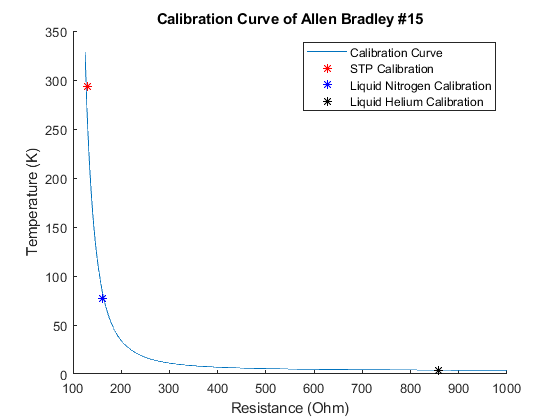 Calibration Curve of Allen Bradley #15
350
300
250
200
150
100
50
0
Temperature (K)
Calibration Curve
STP Calibration
Liquid Nitrogen Calibration
Liquid Helium Calibration
100 200 300 400 500 600 700 800 900 1000
Resistance (Ohm)